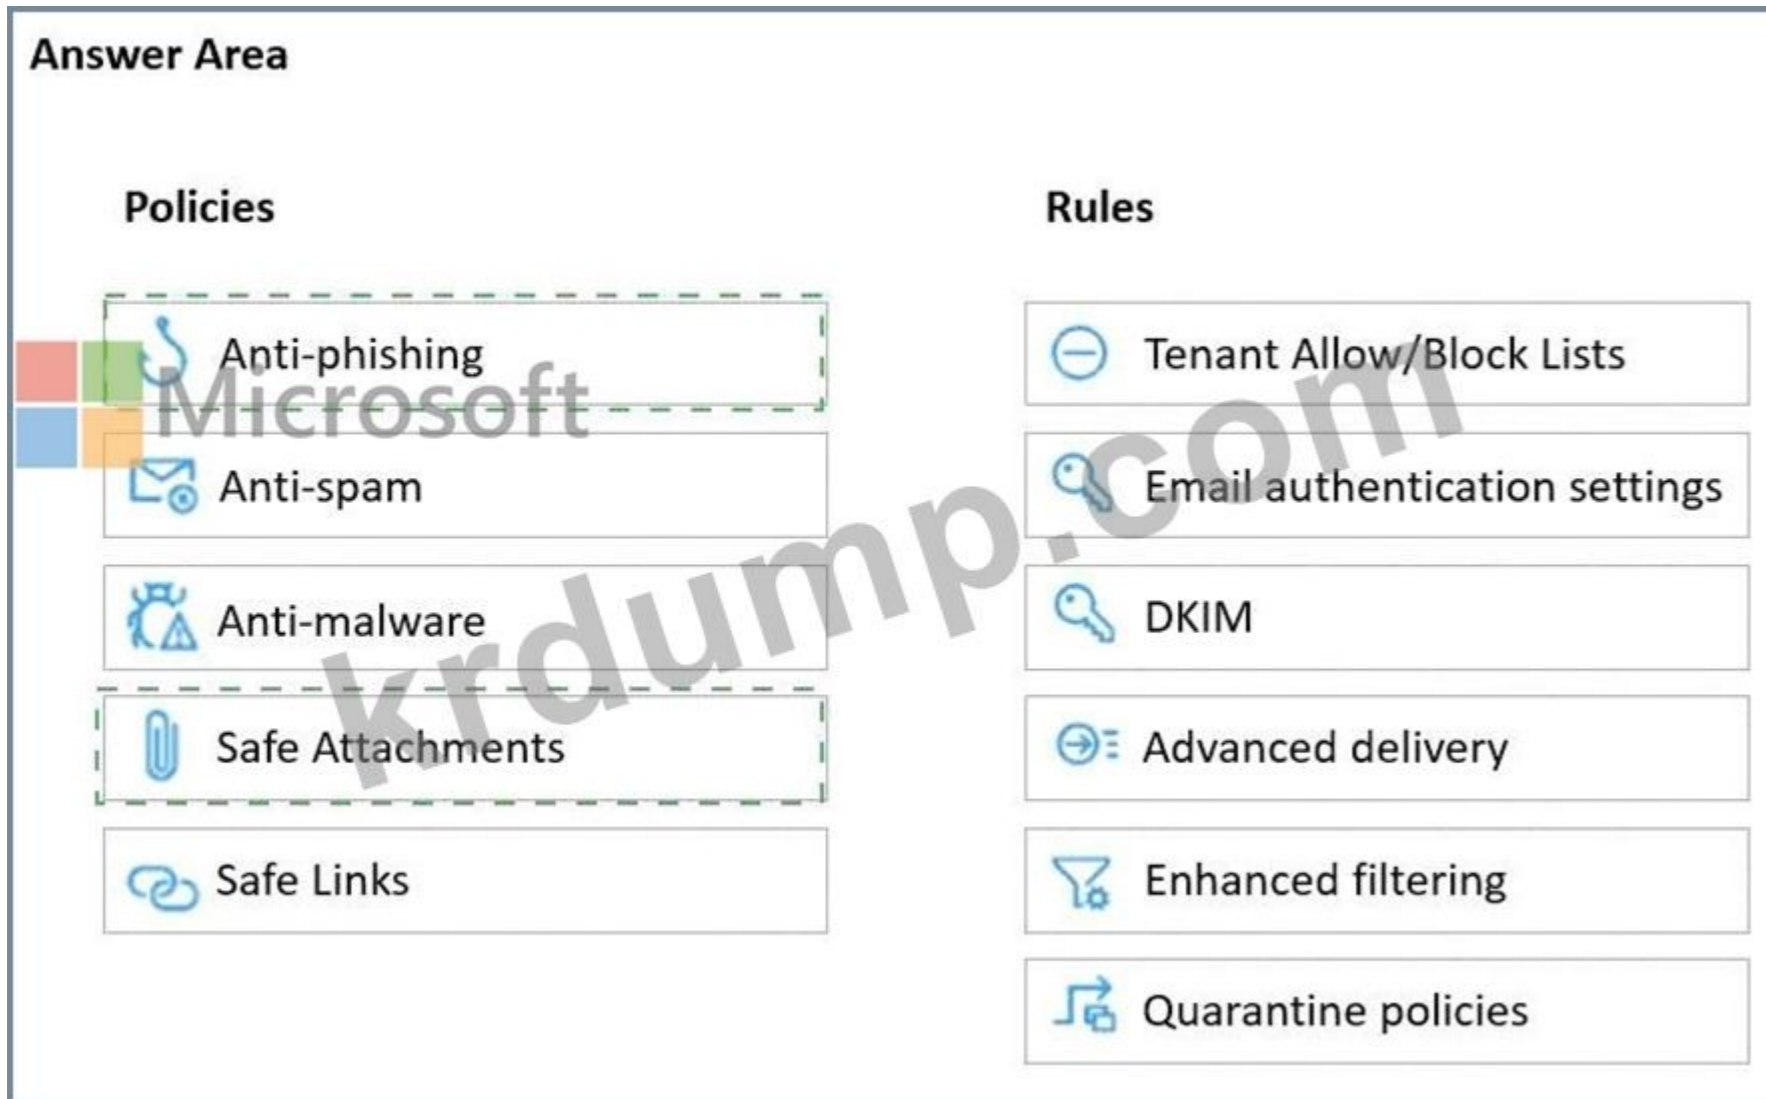 Answer Area
Policies
Rules
Anti-phishing
Tenant Allow/Block Lists
Microsoft
Anti-spam
Email authentication settings
Anti-malware
DKIM
krdump.com
Safe Attachments
Advanced delivery
Safe Links
Enhanced filtering
Quarantine policies